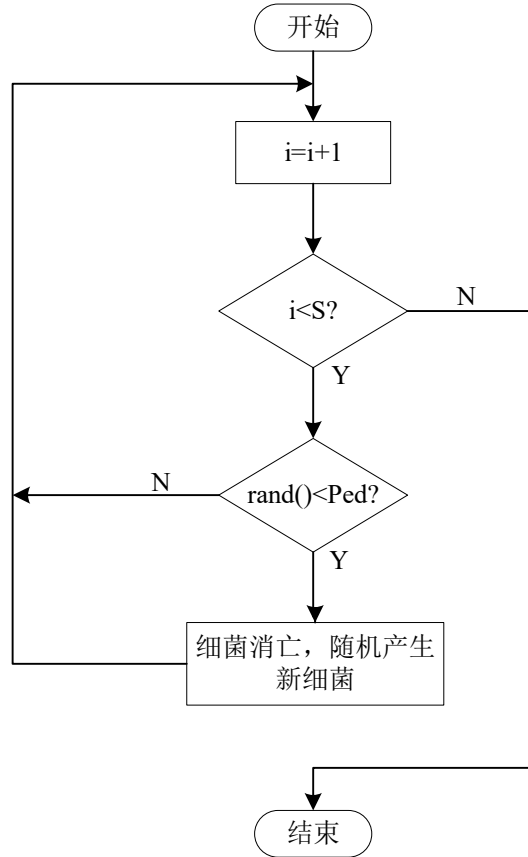 开始
i=i+1
i<S?
N
Y
rand()<Ped?
N
Y
细菌消亡，随机产生
新细菌
结束